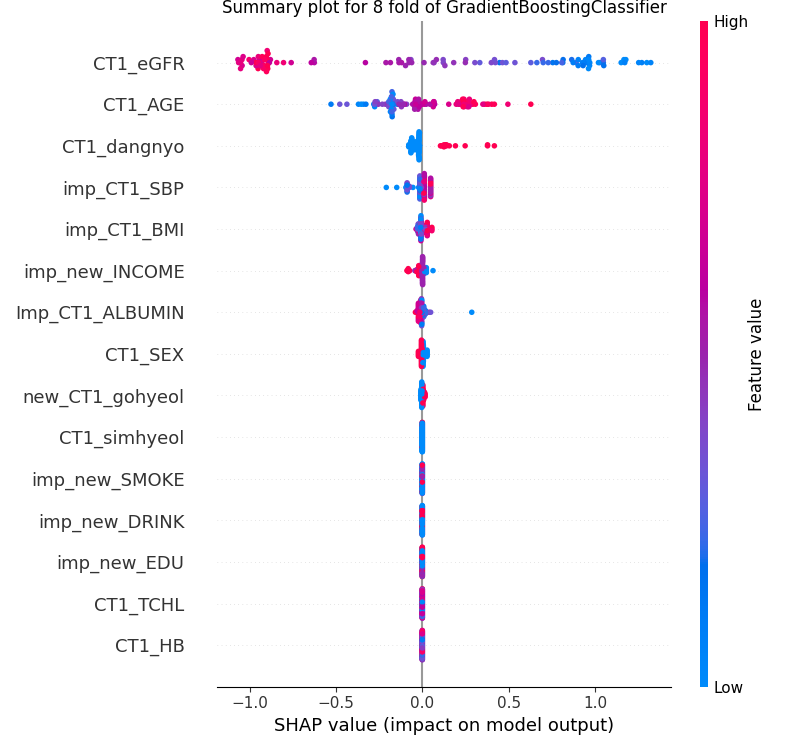 Summary plot for 8 fold of GradientBoostingClassifier
High
CT1_eGFR
CT1_AGE
CT1_dangnyo
imp_CT1_SBP
imp_CT1_BMI
imp_new_INCOME
Imp_CT1_ALBUMIN
CT1_SEX
new_CT1_gohyeol
CT1_simhyeol
imp_new_SMOKE
imp_new_DRINK
imp_new_EDU
CT1_TCHL
CT1_HB
Feature value
Low
−1.0 −0.5 0.0 0.5 1.0
SHAP value (impact on model output)